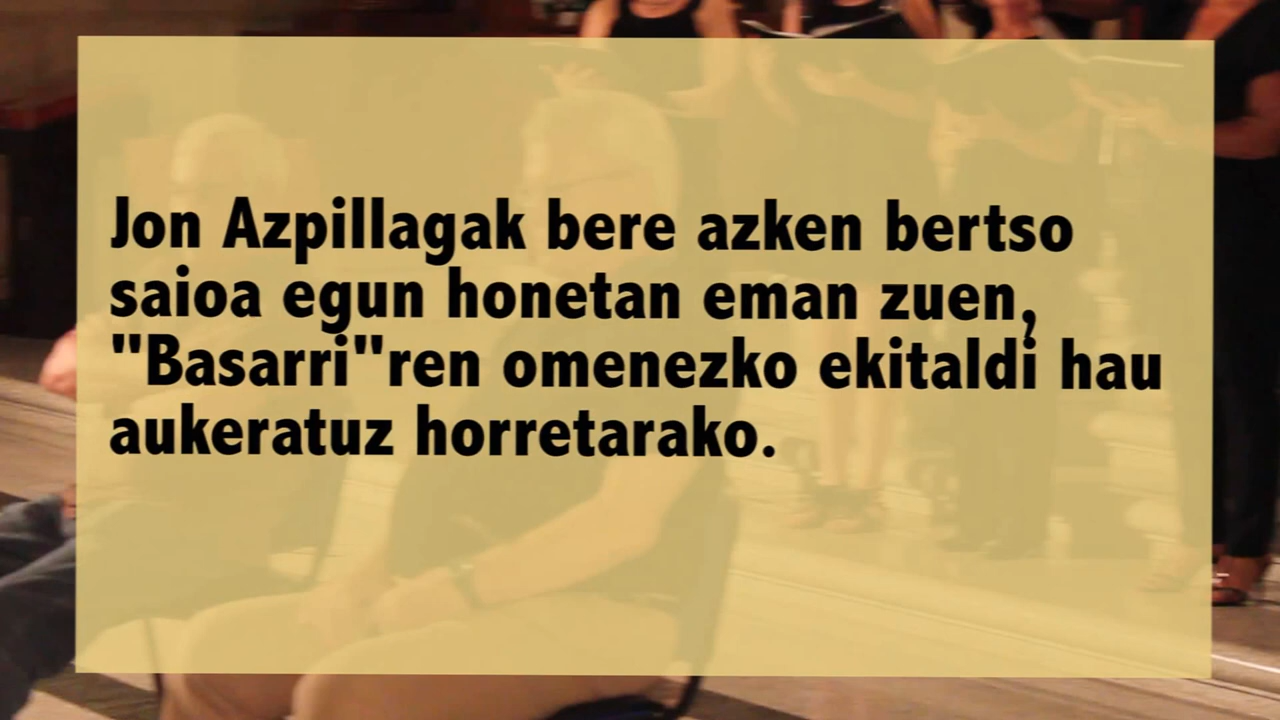 Jon Azpillagak bere azken bertso
saioa egun honetan eman zuen,
"Basarri"ren omenezko ekitaldi hau
aukeratuz horretarako.